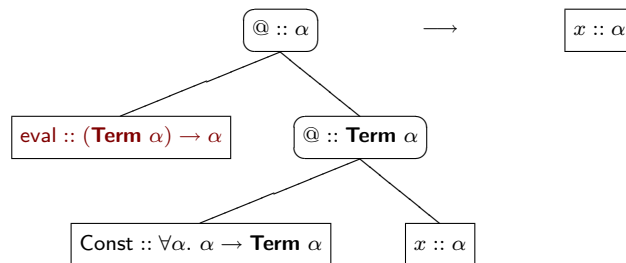 @ :: α ⟶ x :: α
eval :: (Term α) → α @ :: Term α
Const :: ∀α. α → Term α x :: α